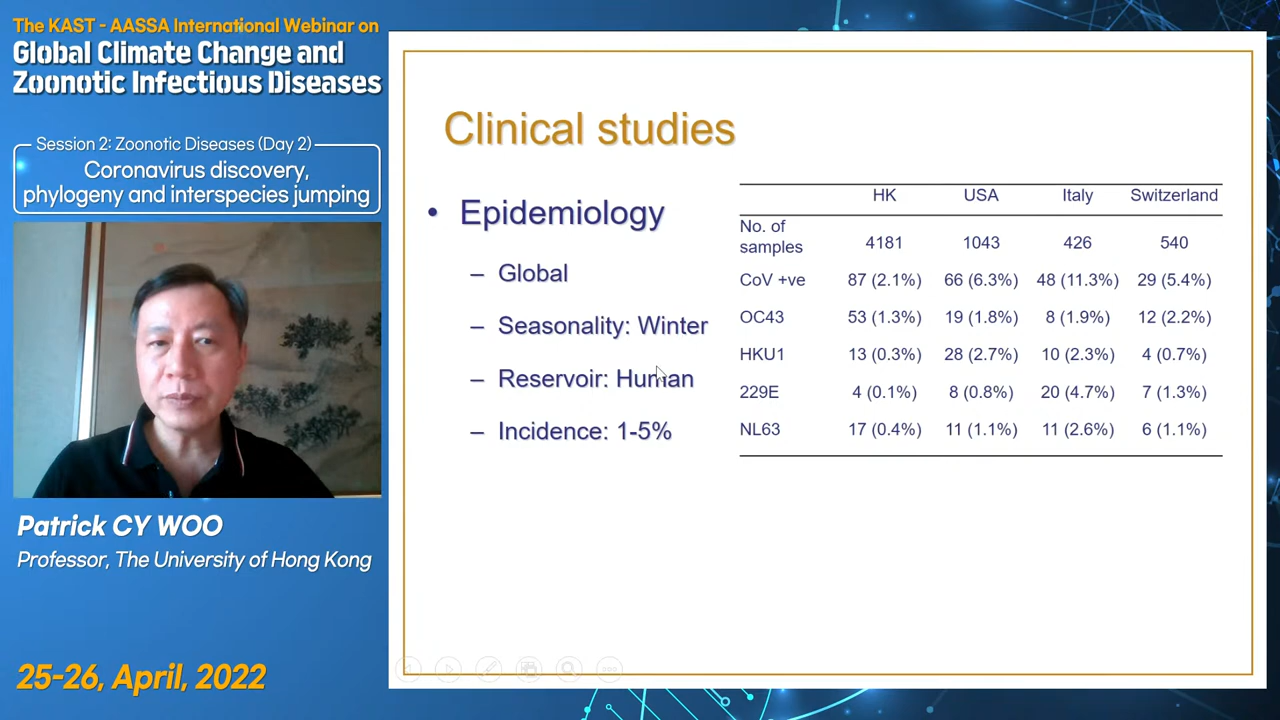 The KAST - AASSA International Webinar on
Global Climate Change and
Zoonotic Infectious Diseases
Session 2: Zoonotic Diseases (Day 2)
Coronavirus discovery,
phylogeny and interspecies jumping
Patrick CY WOO
Professor, The University of Hong Kong
25-26, April, 2022
Clinical studies
• Epidemiology
– Global
– Seasonality: Winter
– Reservoir: Human
– Incidence: 1-5%
HK USA Italy Switzerland
No. of
samples 4181 1043 426 540
CoV +ve 87 (2.1%) 66 (6.3%) 48 (11.3%) 29 (5.4%)
OC43 53 (1.3%) 19 (1.8%) 8 (1.9%) 12 (2.2%)
HKU1 13 (0.3%) 28 (2.7%) 10 (2.3%) 4 (0.7%)
229E 4 (0.1%) 8 (0.8%) 20 (4.7%) 7 (1.3%)
NL63 17 (0.4%) 11 (1.1%) 11 (2.6%) 6 (1.1%)